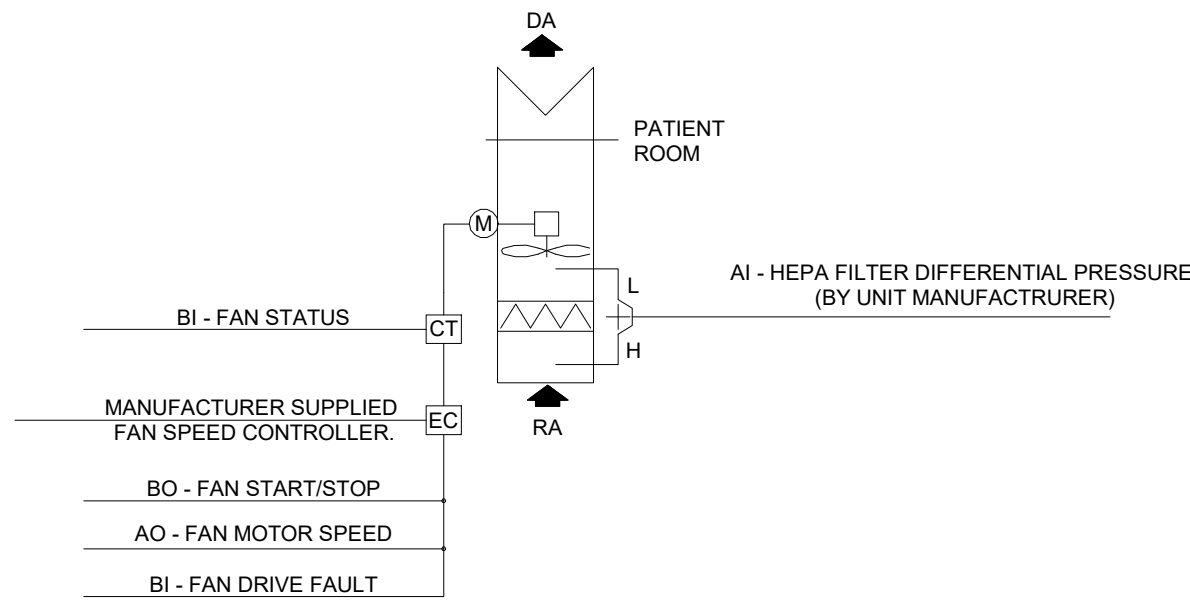 DA
PATIENT
ROOM
M
AI - HEPA FILTER DIFFERENTIAL PRESSURE
(BY UNIT MANUFACTRURER)
L
BI - FAN STATUS
CT
H
MANUFACTURER SUPPLIED
FAN SPEED CONTROLLER.
EC
RA
BO - FAN START/STOP
AO - FAN MOTOR SPEED
BI - FAN DRIVE FAULT